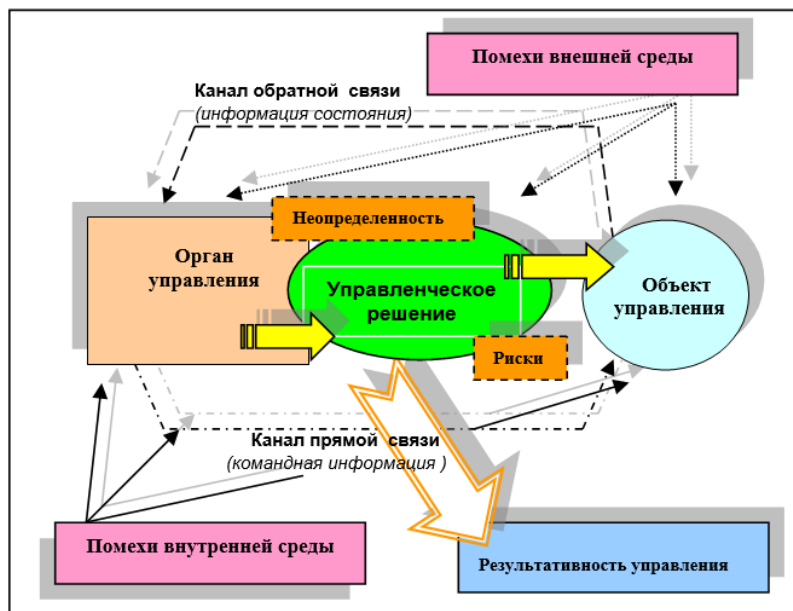 Помехи внешней среды
Канал обратной связи
(информация состояния)
Неопределенность
Орган
управления
Управленческое
решение
Объект
управления
Риски
Канал прямой связи
(командная информация )
Помехи внутренней среды
Результативность управления